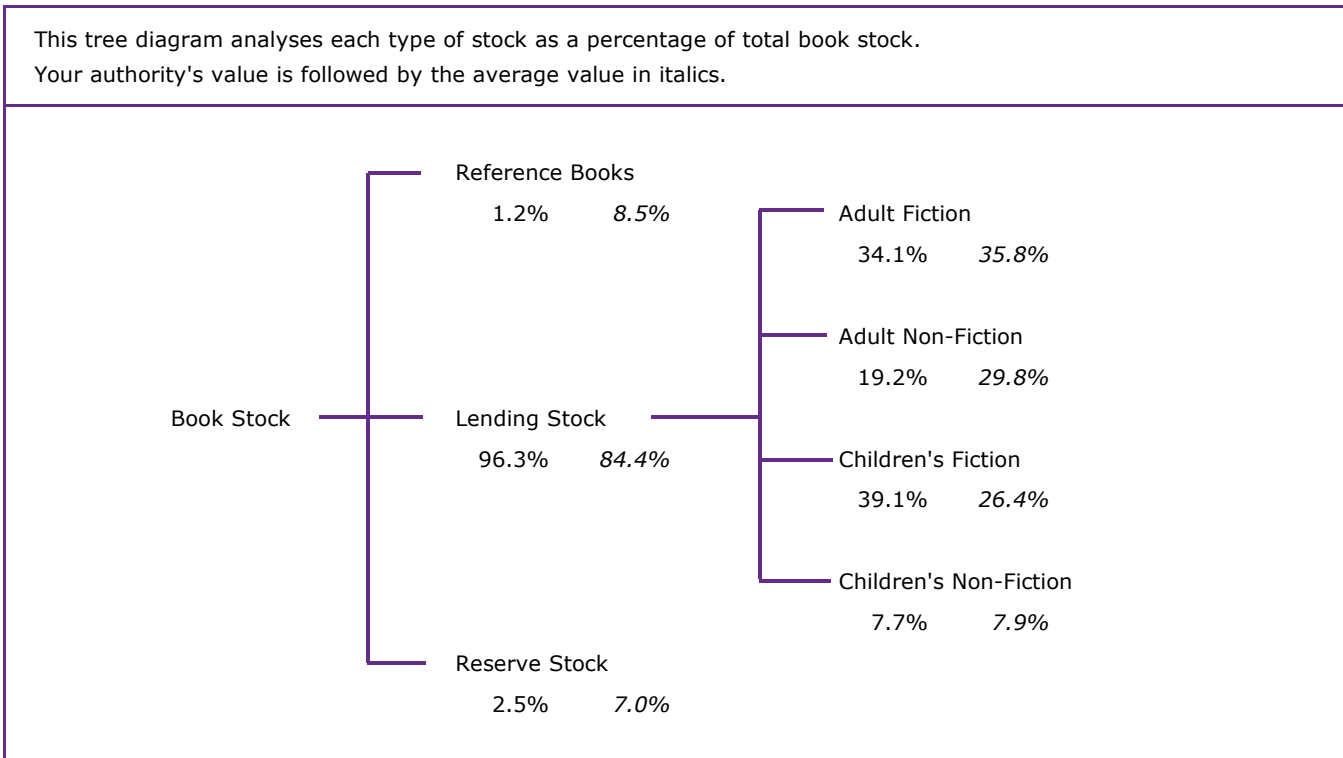 This tree diagram analyses each type of stock as a percentage of total book stock.
Your authority's value is followed by the average value in italics.
Reference Books
1.2% 8.5%
Adult Fiction
34.1% 35.8%
Adult Non-Fiction
19.2% 29.8%
Book Stock
Lending Stock
96.3% 84.4%
Children's Fiction
39.1% 26.4%
Children's Non-Fiction
7.7% 7.9%
Reserve Stock
2.5% 7.0%